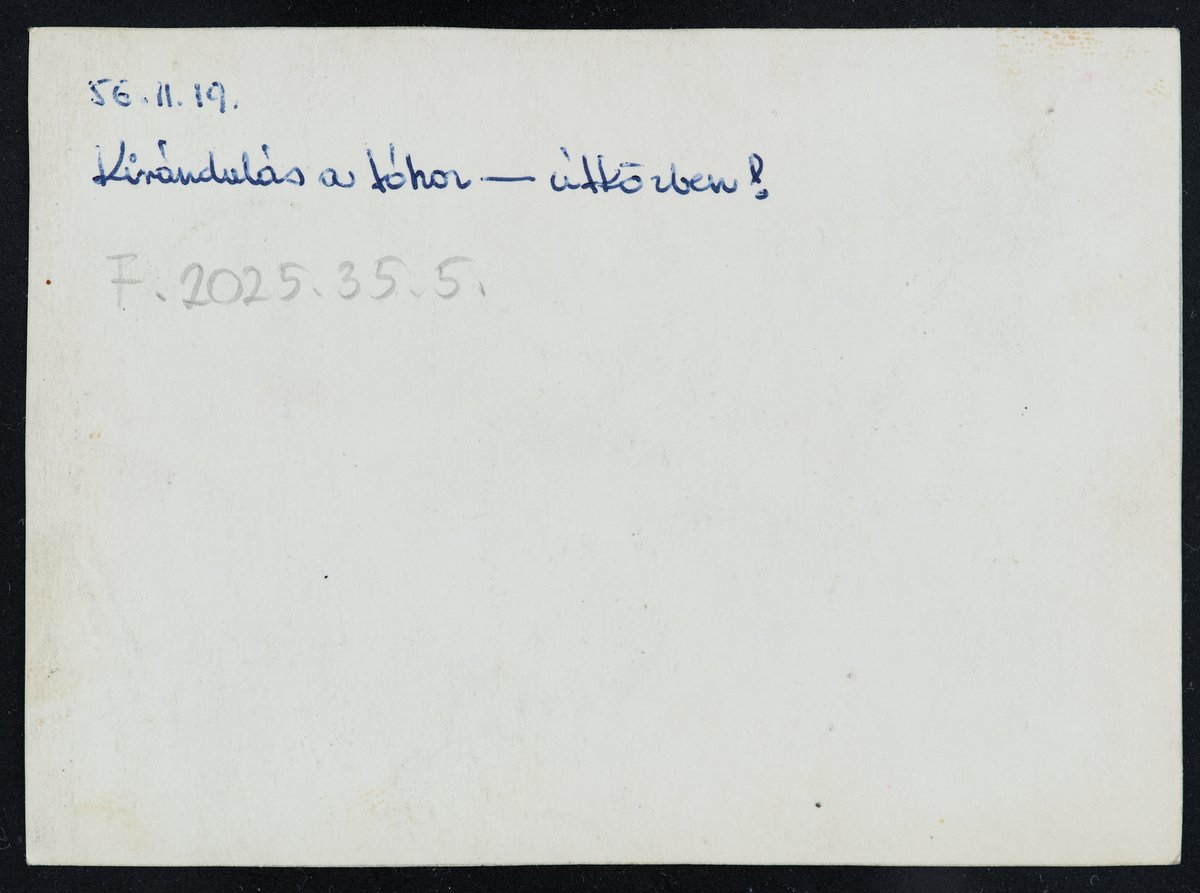 56.11.19.
Kirándulás a tóhoz — útközben!
F.2025.35.5.